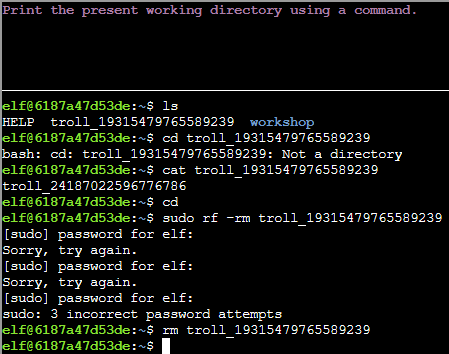 Print the present working directory using a command.
elf@6187a47d53de:~$ ls
HELP  troll_19315479765589239  workshop
elf@6187a47d53de:~$ cd troll_19315479765589239
bash: cd: troll_19315479765589239: Not a directory
elf@6187a47d53de:~$ cat troll_19315479765589239
troll_24187022596776786
elf@6187a47d53de:~$ cd
elf@6187a47d53de:~$ sudo rf -rm troll_19315479765589239
[sudo] password for elf:
Sorry, try again.
[sudo] password for elf:
Sorry, try again.
[sudo] password for elf:
sudo: 3 incorrect password attempts
elf@6187a47d53de:~$ rm troll_19315479765589239
elf@6187a47d53de:~$